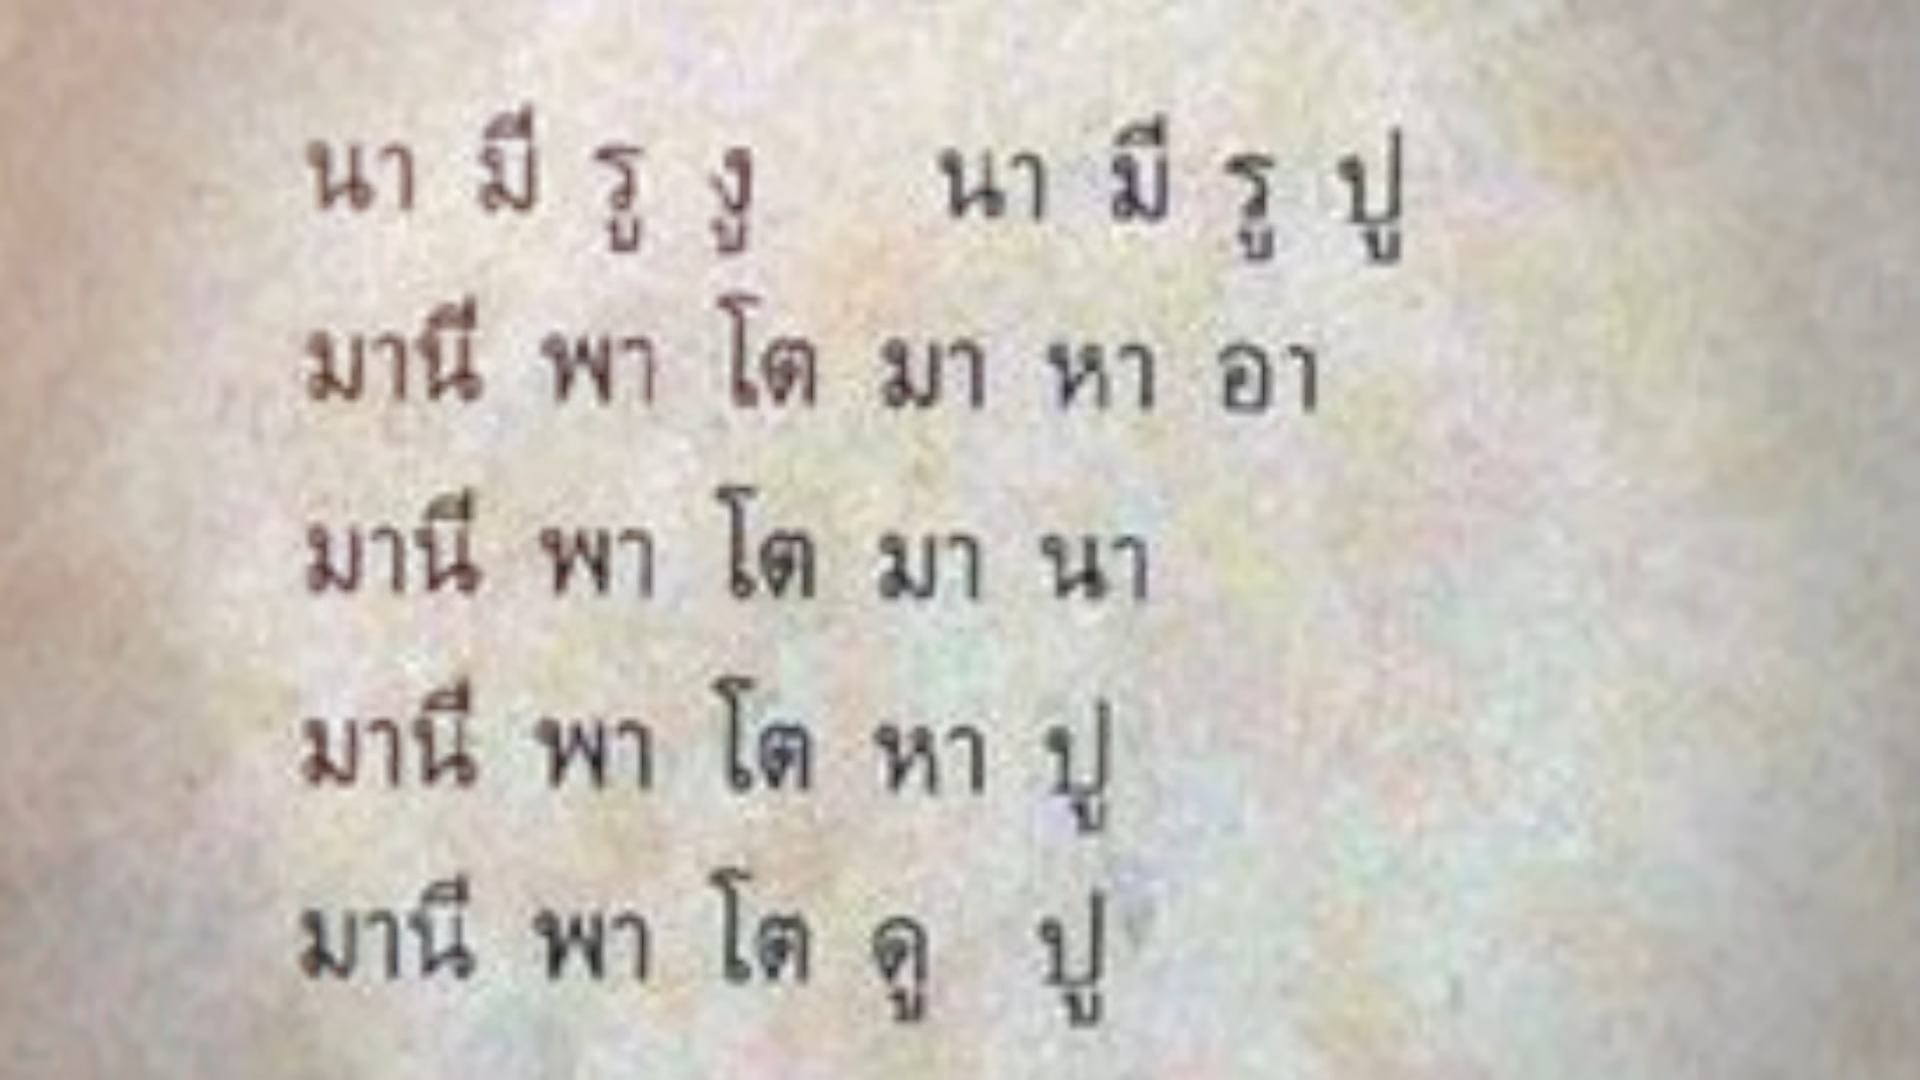 นา มี รู งู นา มี รู ปู
มานี พา โต มา หา อา
มานี พา โต มา นา
มานี พา โต หา ปู
มานี พา โต ดู ปู